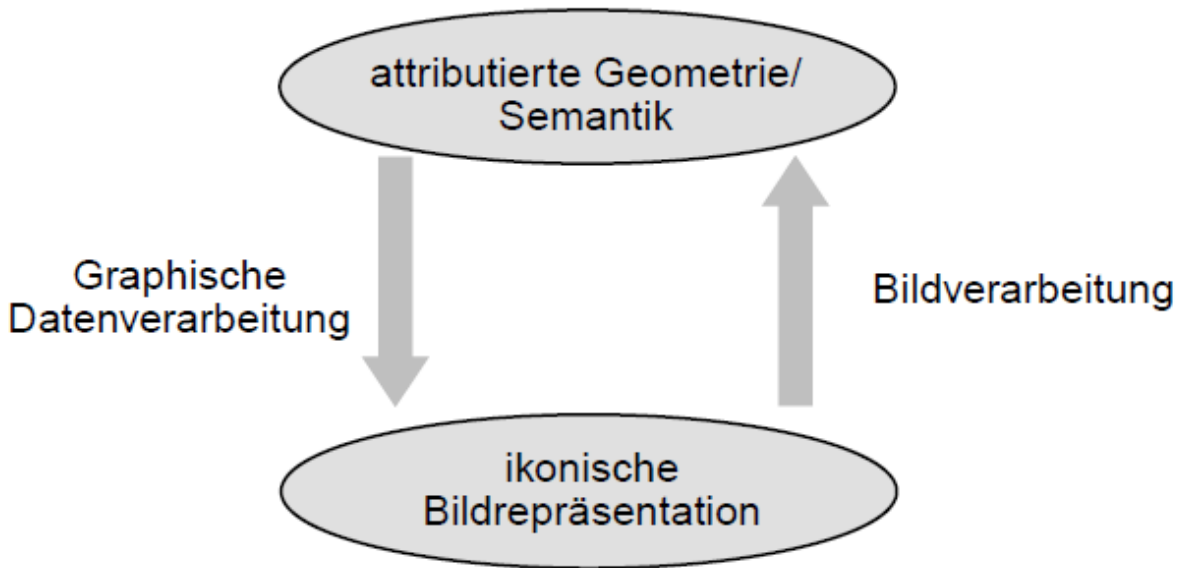 attributierte Geometrie/
Semantik
Graphische
Datenverarbeitung
Bildverarbeitung
ikonische
Bildrepräsentation